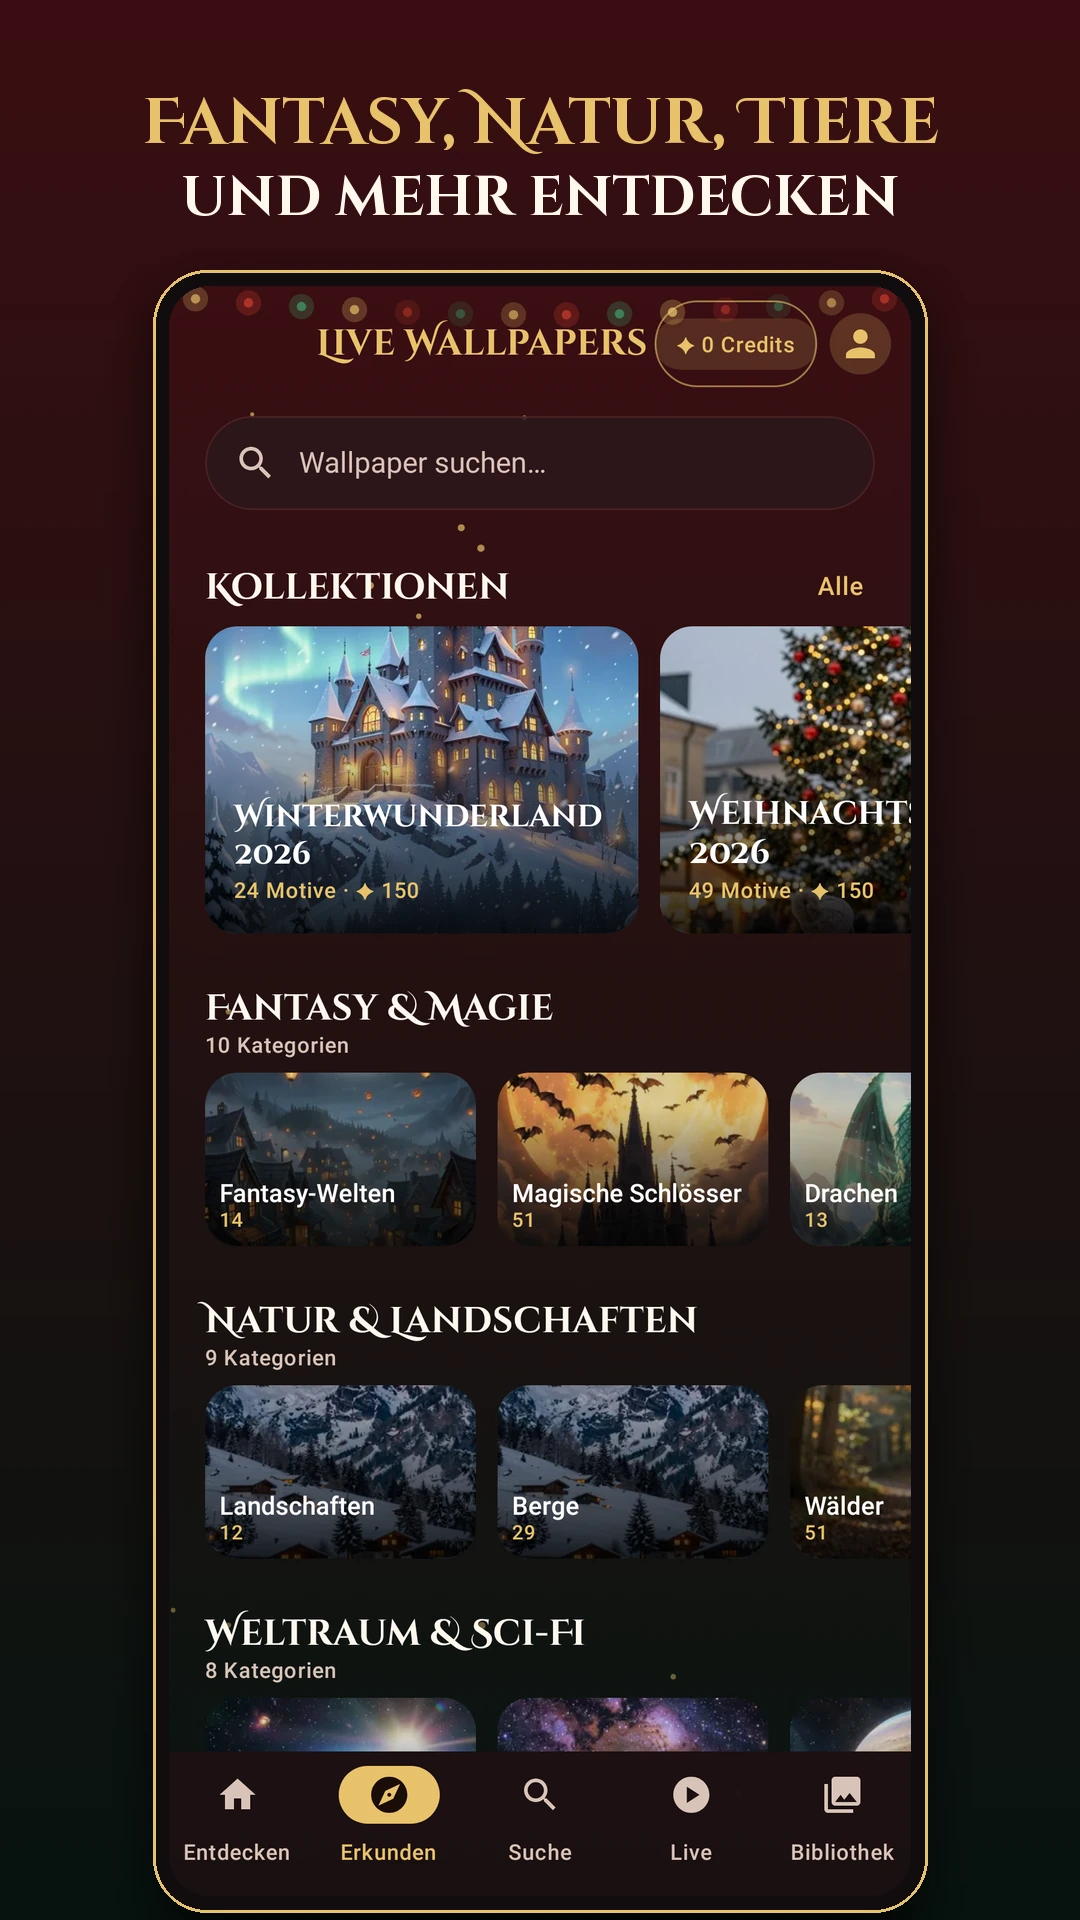 Fantasy, Natur, Tiere
und mehr entdecken
Live Wallpapers
0 Credits
Wallpaper suchen…
Kollektionen
Alle
Winterwunderland
2026
24 Motive · ✦ 150
2026
49 Motive · ✦ 150
Fantasy & Magie
10 Kategorien
Fantasy-Welten
14
Magische Schlösser
51
Drachen
13
Natur & Landschaften
9 Kategorien
Landschaften
12
Berge
29
Wälder
51
Weltraum & Sci-Fi
8 Kategorien
Entdecken
Erkunden
Suche
Live
Bibliothek